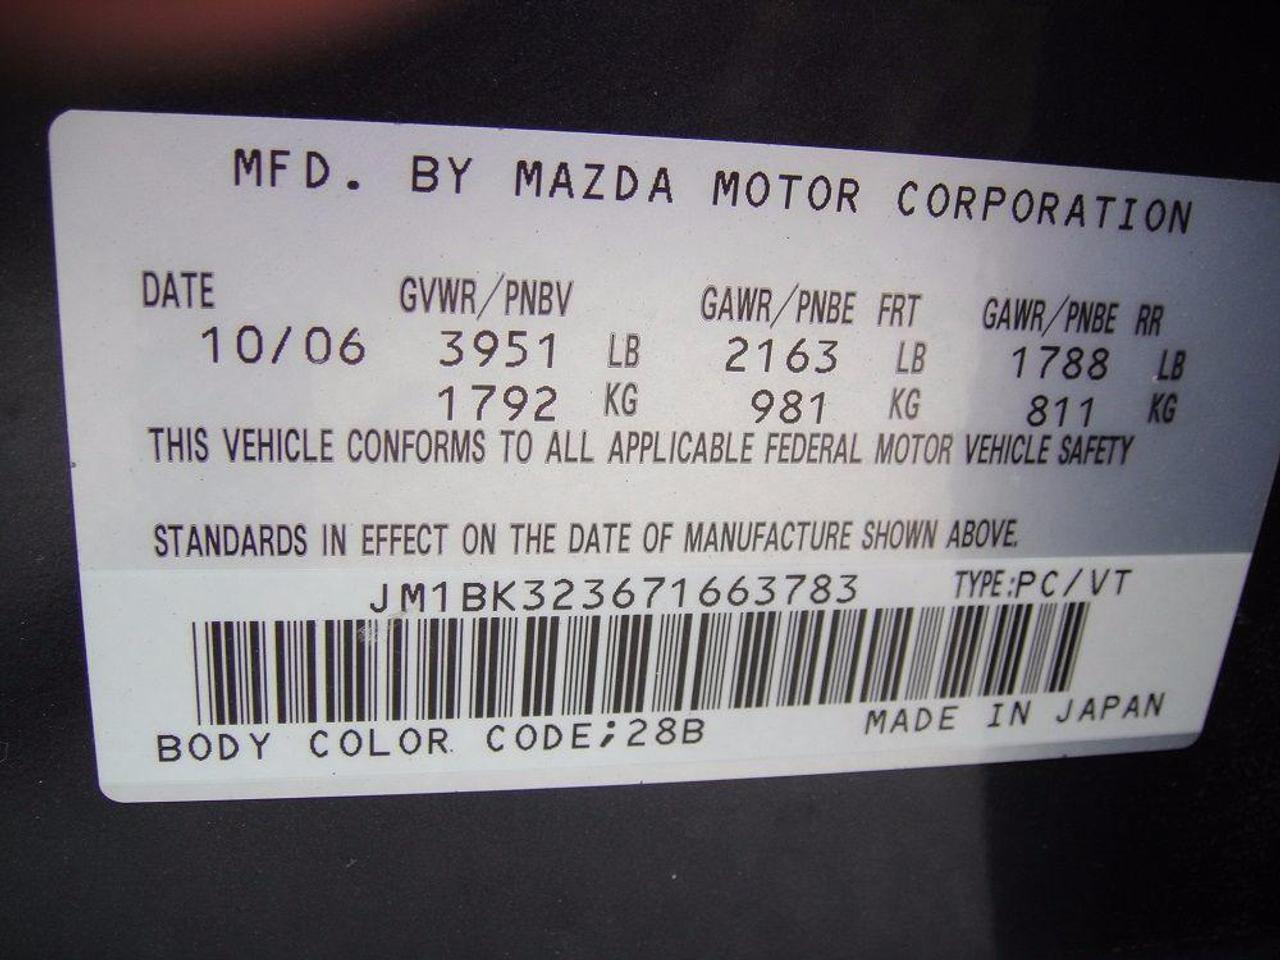 MFD. BY MAZDA MOTOR CORPORATION
DATE GVWR/PNBV GAWR/PNBE FRT GAWR/PNBE RR
10/06 3951 LB 2163 LB 1788 LB
1792 KG 981 KG 811 KG
THIS VEHICLE CONFORMS TO ALL APPLICABLE FEDERAL MOTOR VEHICLE SAFETY
STANDARDS IN EFFECT ON THE DATE OF MANUFACTURE SHOWN ABOVE.
JM1BK323671663783 TYPE:PC/VT
BODY COLOR CODE;28B MADE IN JAPAN